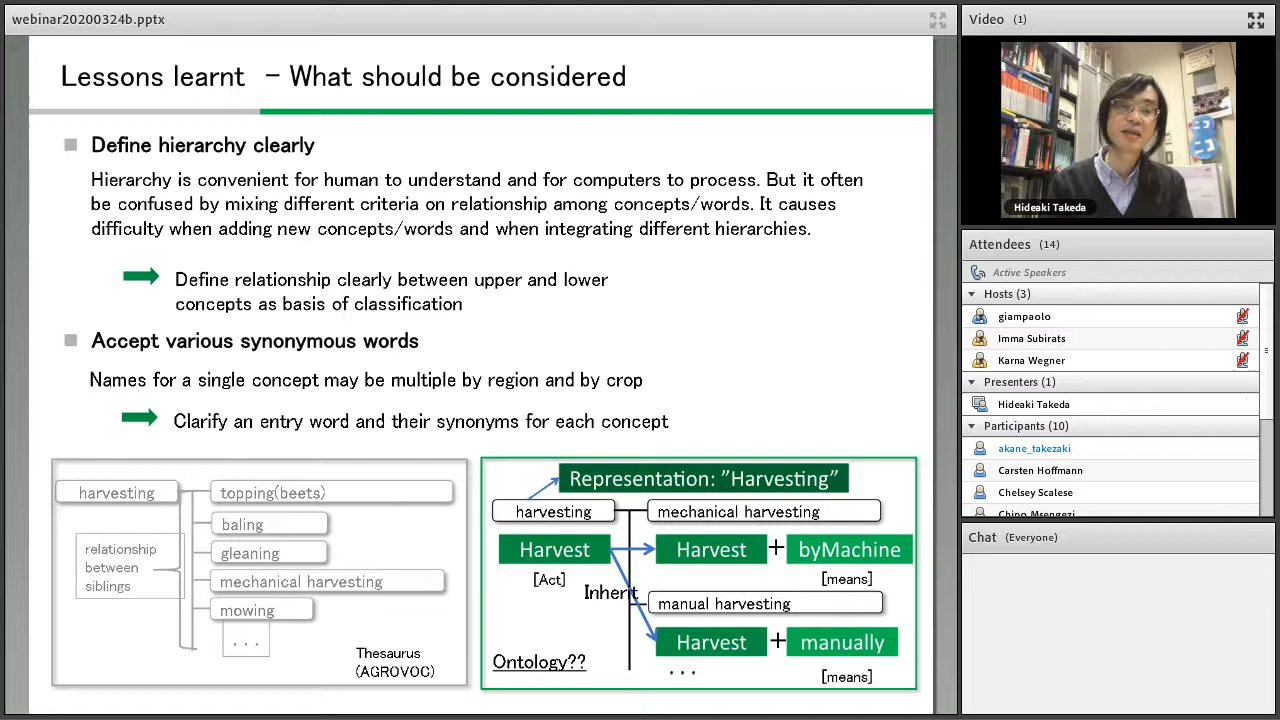 webinar20200324b.pptx
Lessons learnt - What should be considered
Define hierarchy clearly
Hierarchy is convenient for human to understand and for computers to process. But it often
be confused by mixing different criteria on relationship among concepts/words. It causes
difficulty when adding new concepts/words and when integrating different hierarchies.
Define relationship clearly between upper and lower
concepts as basis of classification
Accept various synonymous words
Names for a single concept may be multiple by region and by crop
Clarify an entry word and their synonyms for each concept
harvesting
topping(beets)
baling
gleaning
mechanical harvesting
mowing
...
relationship
between
siblings
Thesaurus
(AGROVOC)
Representation: ”Harvesting”
harvesting
mechanical harvesting
Harvest
Harvest + byMachine
[Act]
[means]
Inherit
manual harvesting
Harvest + manually
Ontology??
...
[means]
Video (1)
Hideaki Takeda
Attendees (14)
Active Speakers
Hosts (3)
giampaolo
Imma Subirats
Karna Wegner
Presenters (1)
Hideaki Takeda
Participants (10)
akane_takezaki
Carsten Hoffmann
Chelsey Scalese
Chipo Msengezi
Chat (Everyone)